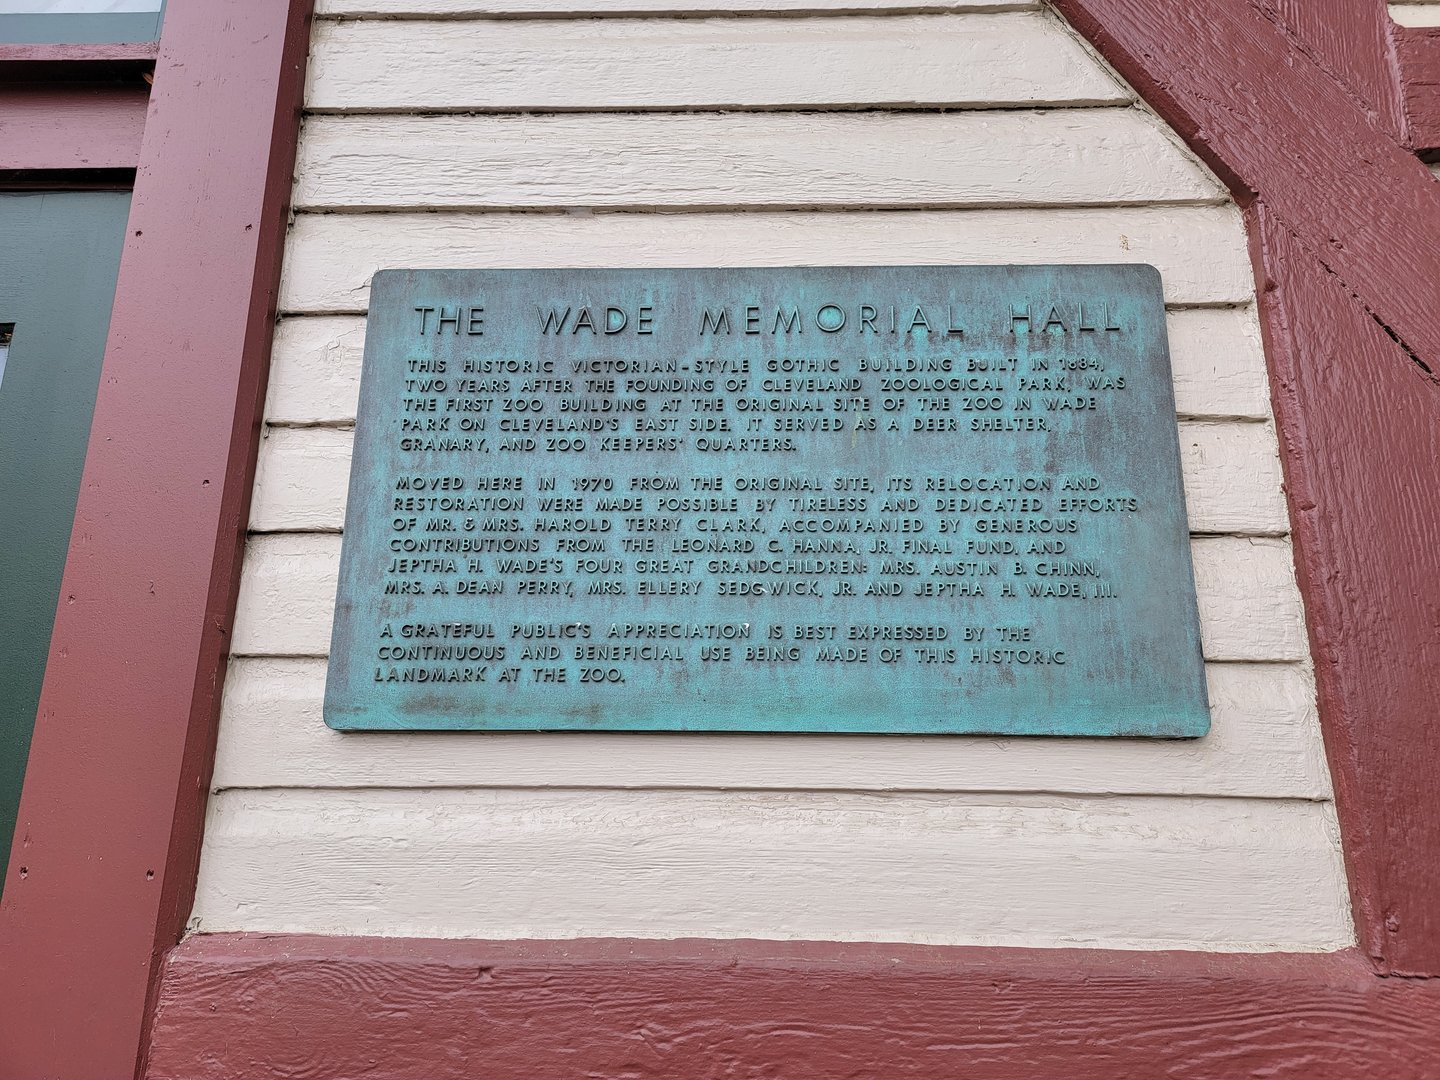 THE WADE MEMORIAL HALL
THIS HISTORIC VICTORIAN-STYLE GOTHIC BUILDING BUILT IN 1884,
TWO YEARS AFTER THE FOUNDING OF CLEVELAND ZOOLOGICAL PARK, WAS
THE FIRST ZOO BUILDING AT THE ORIGINAL SITE OF THE ZOO IN WADE
PARK ON CLEVELAND'S EAST SIDE. IT SERVED AS A DEER SHELTER,
GRANARY, AND ZOO KEEPERS' QUARTERS.
MOVED HERE IN 1970 FROM THE ORIGINAL SITE, ITS RELOCATION AND
RESTORATION WERE MADE POSSIBLE BY TIRELESS AND DEDICATED EFFORTS
OF MR. & MRS. HAROLD TERRY CLARK, ACCOMPANIED BY GENEROUS
CONTRIBUTIONS FROM THE LEONARD C. HANNA, JR. FINAL FUND, AND
JEPTHA H. WADE'S FOUR GREAT GRANDCHILDREN: MRS. AUSTIN B. CHINN,
MRS. A. DEAN PERRY, MRS. ELLERY SEDGWICK, JR. AND JEPTHA H. WADE, III.
A GRATEFUL PUBLIC'S APPRECIATION IS BEST EXPRESSED BY THE
CONTINUOUS AND BENEFICIAL USE BEING MADE OF THIS HISTORIC
LANDMARK AT THE ZOO.